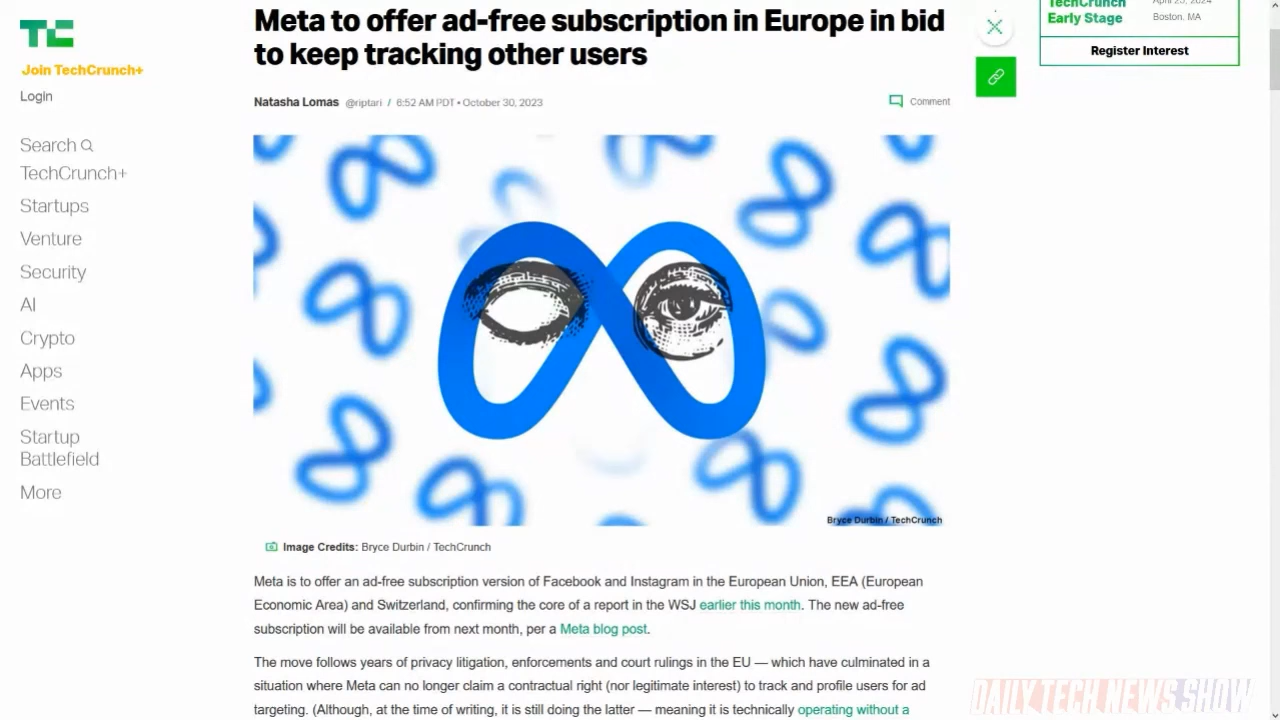 TC
Join TechCrunch+
Login
Search
TechCrunch+
Startups
Venture
Security
AI
Crypto
Apps
Events
Startup
Battlefield
More
Meta to offer ad-free subscription in Europe in bid
to keep tracking other users
Natasha Lomas @riptari / 6:52 AM PDT • October 30, 2023
Comment
Bryce Durbin / TechCrunch
Image Credits: Bryce Durbin / TechCrunch
Meta is to offer an ad-free subscription version of Facebook and Instagram in the European Union, EEA (European
Economic Area) and Switzerland, confirming the core of a report in the WSJ earlier this month. The new ad-free
subscription will be available from next month, per a Meta blog post.
The move follows years of privacy litigation, enforcements and court rulings in the EU — which have culminated in a
situation where Meta can no longer claim a contractual right (nor legitimate interest) to track and profile users for ad
targeting. (Although, at the time of writing, it is still doing the latter — meaning it is technically operating without a
TechCrunch
Early Stage
April 25, 2024
Boston, MA
Register Interest
DAILY TECH NEWS SHOW